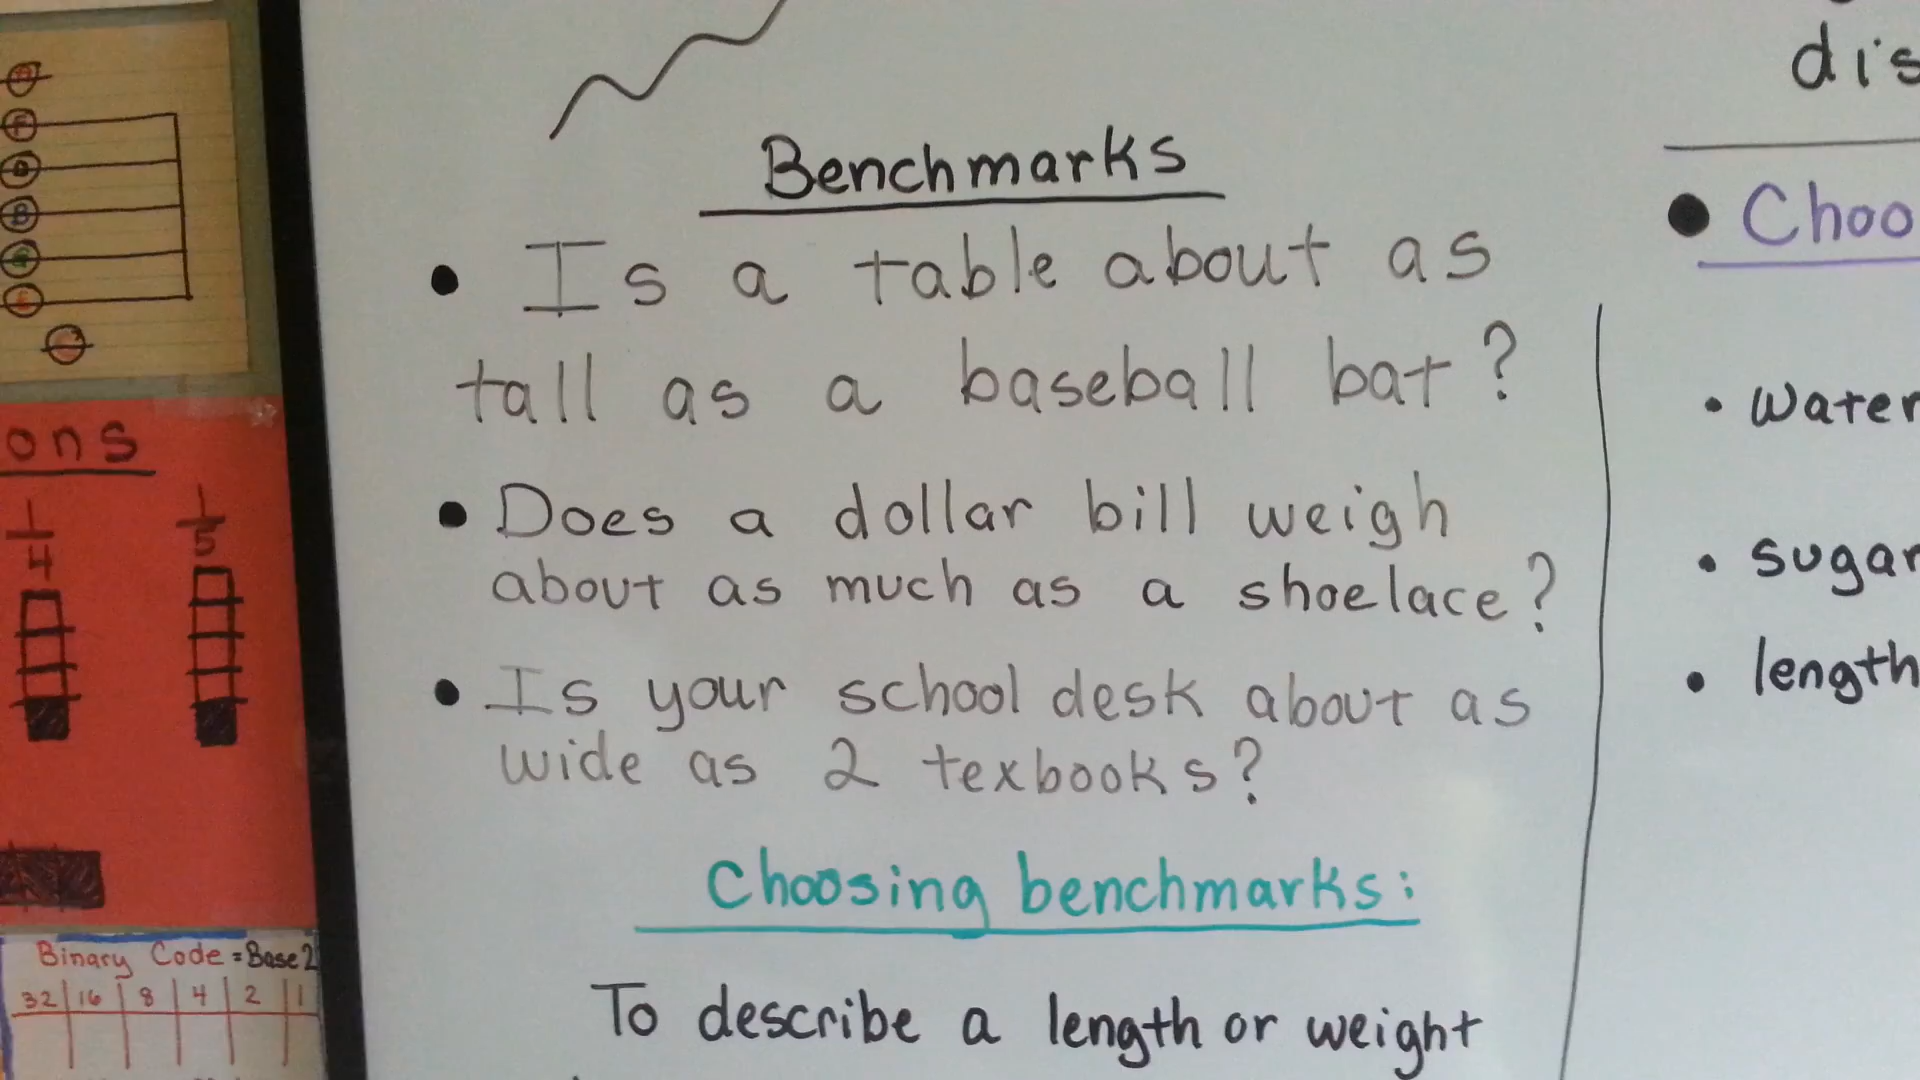 Benchmarks
• Is a table about as
tall as a baseball bat?
• Does a dollar bill weigh
about as much as a shoelace?
• Is your school desk about as
wide as 2 texbooks?
Choosing benchmarks:
To describe a length or weight
dis
• Choo
• water
• sugar
• length
F
D
B
G
E
ons
1/4 1/5
Binary Code = Base 2
32 16 8 4 2 1